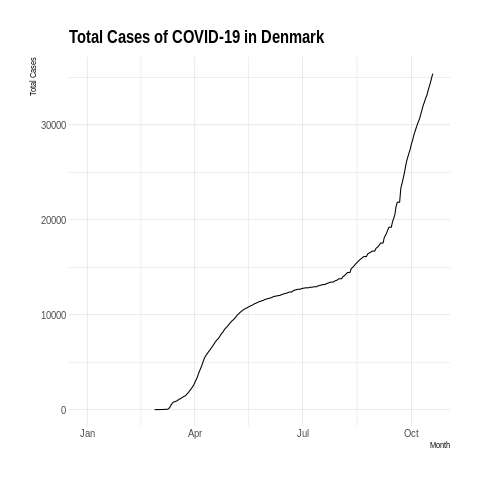 Total Cases of COVID-19 in Denmark
Total Cases
30000
20000
10000
0
Jan Apr Jul Oct
Month